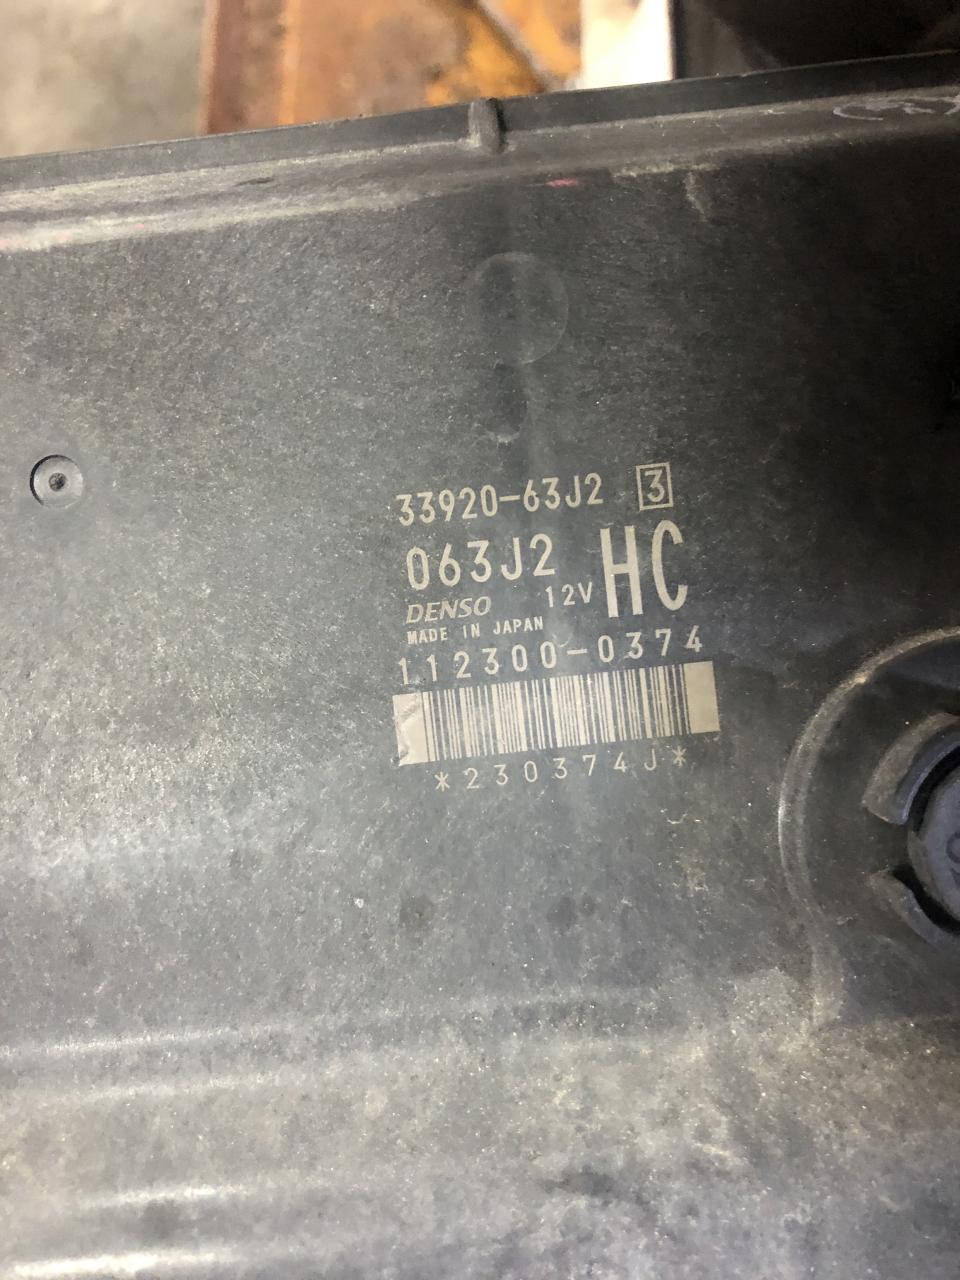 33920-63J2 3
063J2 HC
DENSO 12V
MADE IN JAPAN
112300-0374
*230374J*